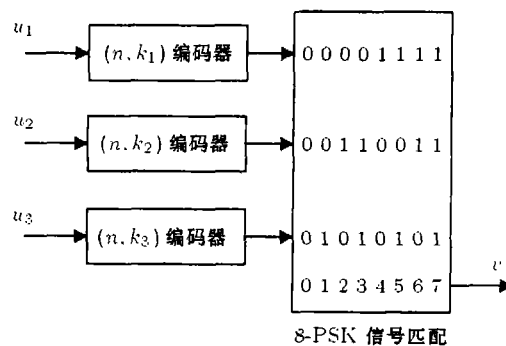 u1
(n, k1) 编码器
0 0 0 0 1 1 1 1
u2
(n, k2) 编码器
0 0 1 1 0 0 1 1
u3
(n, k3) 编码器
0 1 0 1 0 1 0 1
0 1 2 3 4 5 6 7
v
8-PSK 信号匹配